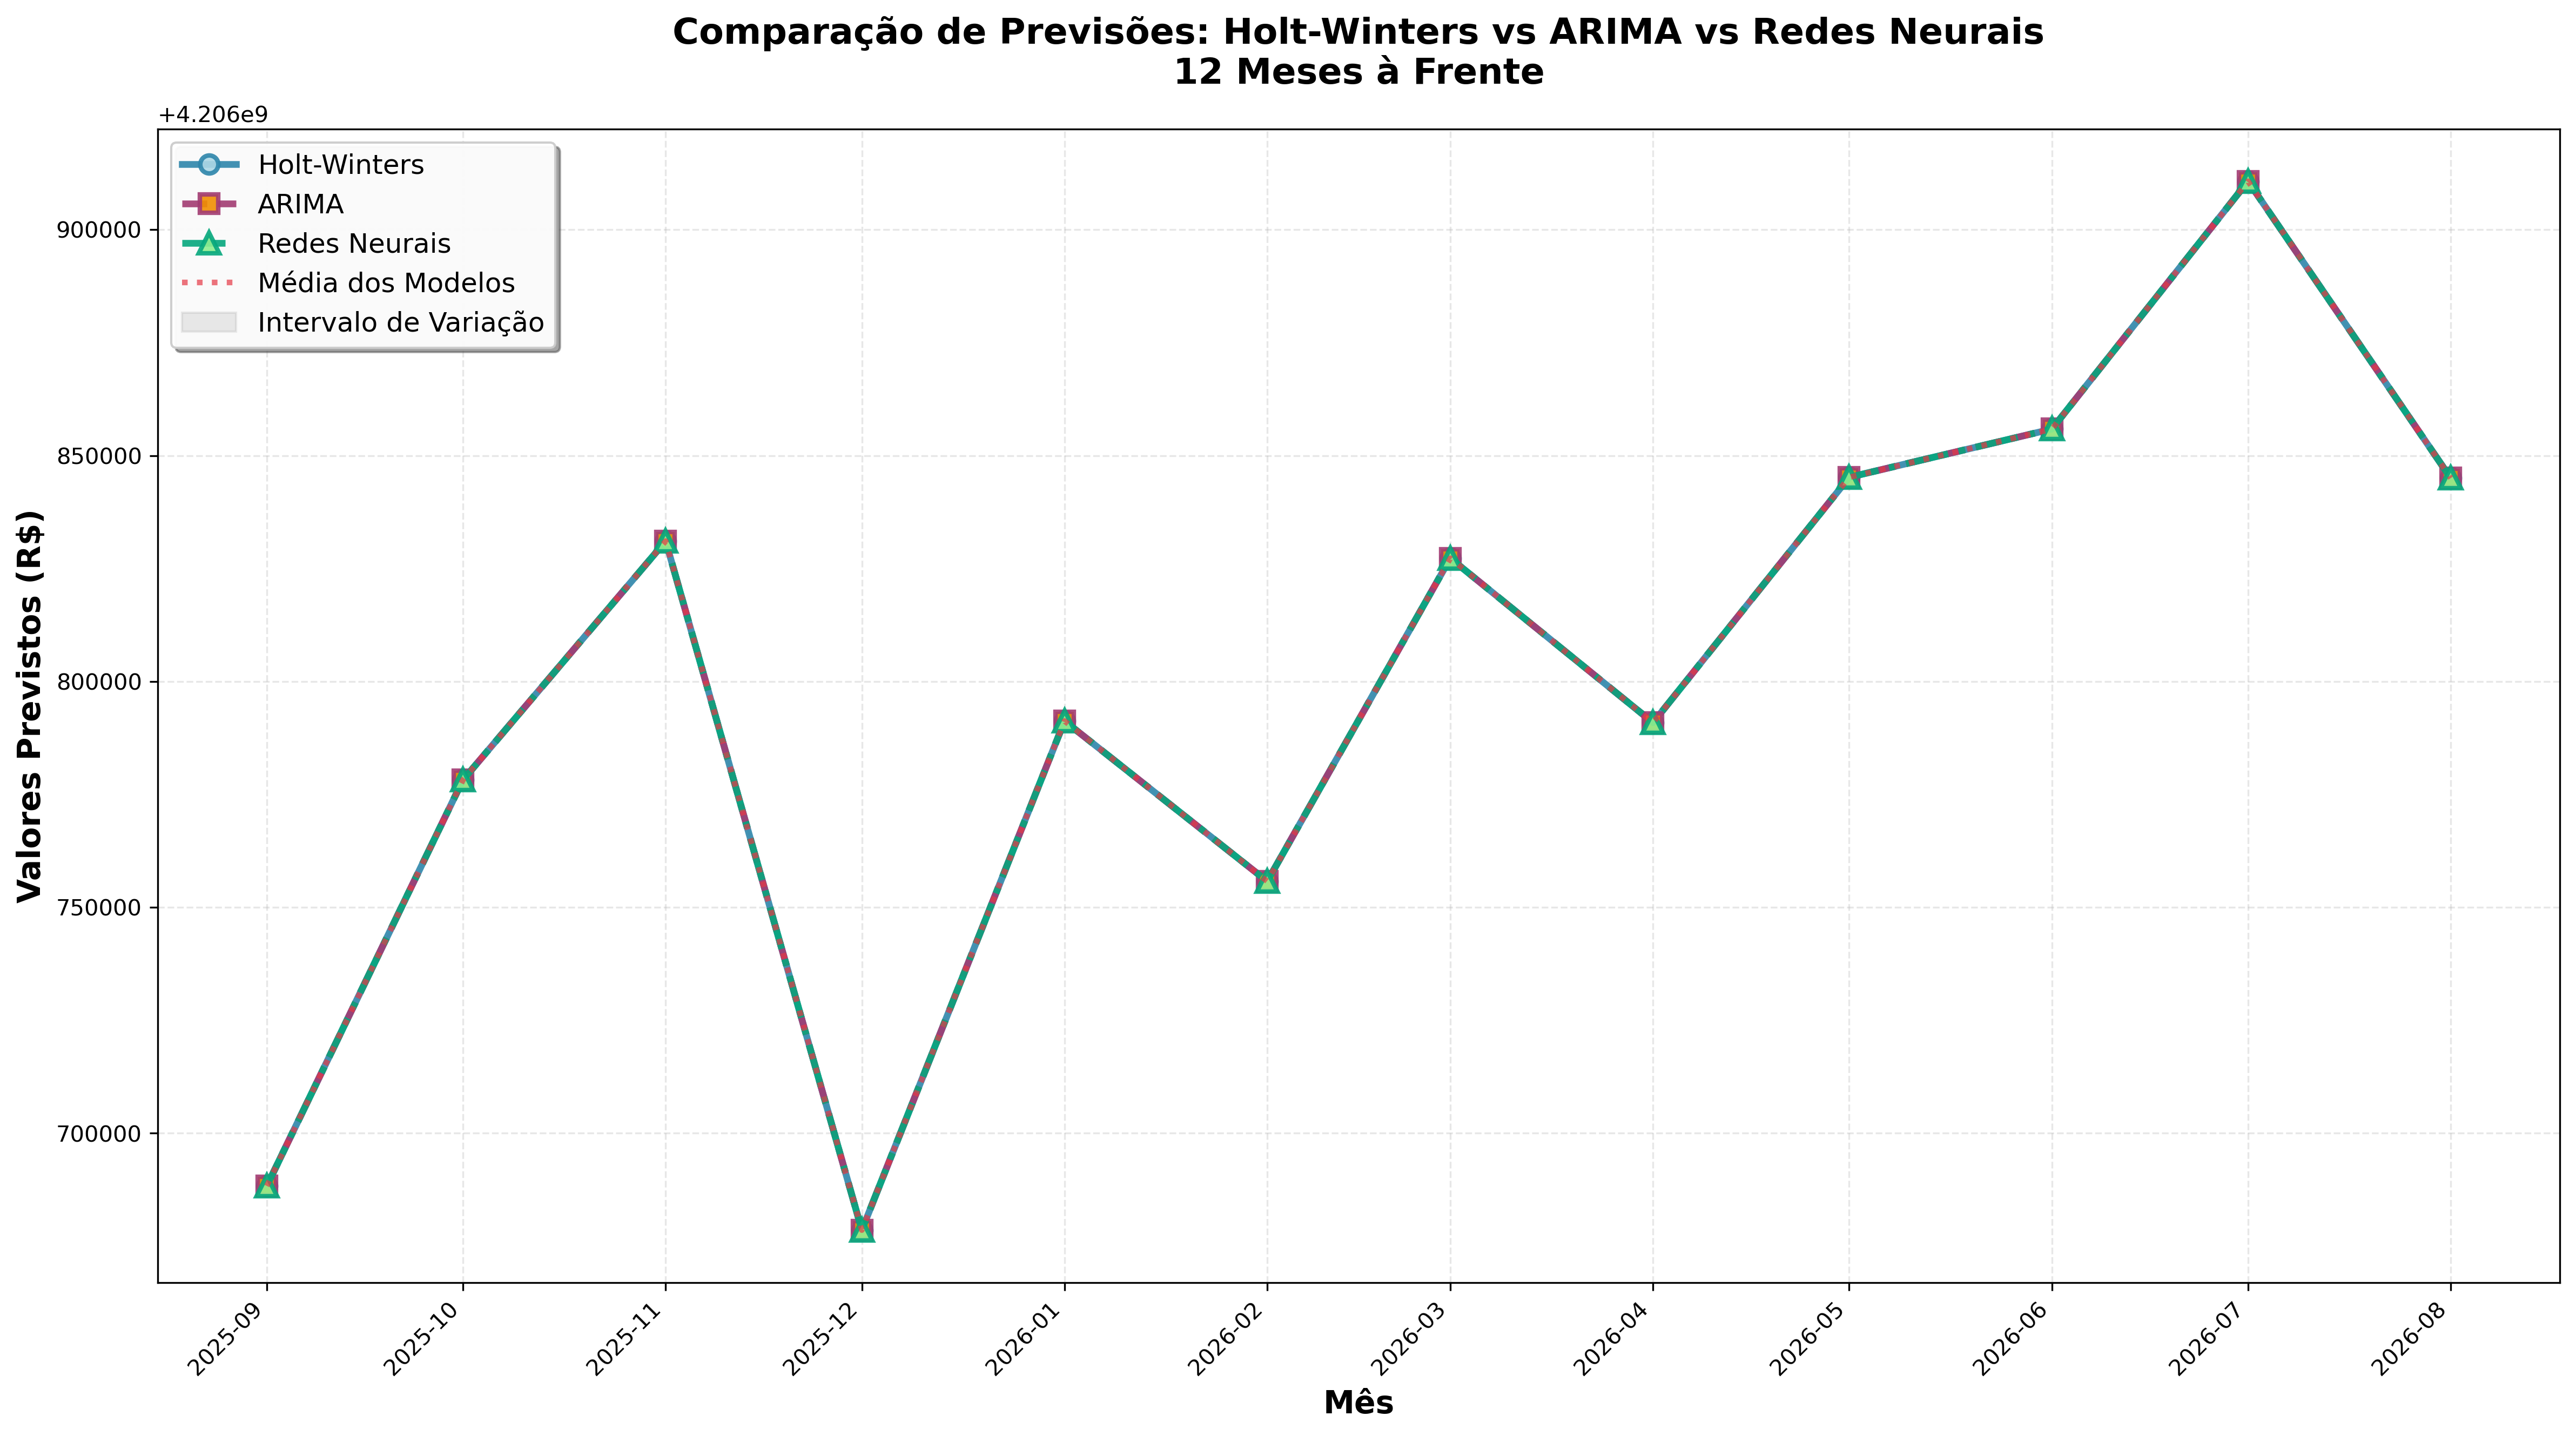 Comparação de Previsões: Holt-Winters vs ARIMA vs Redes Neurais
12 Meses à Frente
+4.206e9
Holt-Winters
ARIMA
Redes Neurais
Média dos Modelos
Intervalo de Variação
900000
850000
800000
750000
700000
Valores Previstos (R$)
2025-09
2025-10
2025-11
2025-12
2026-01
2026-02
2026-03
2026-04
2026-05
2026-06
2026-07
2026-08
Mês